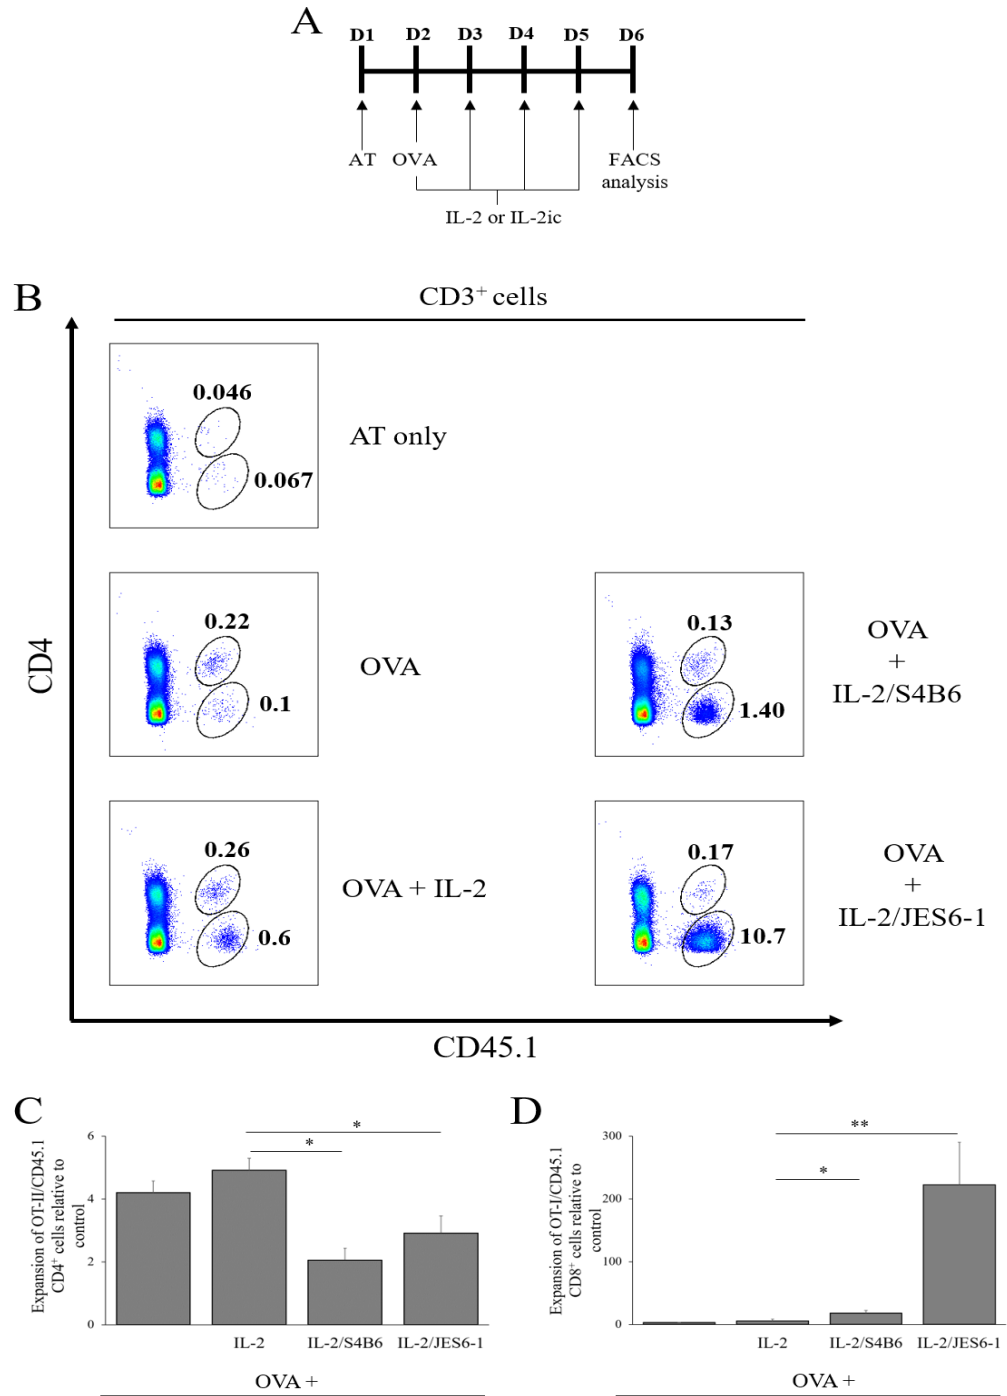 A
D1 D2 D3 D4 D5 D6
AT OVA FACS
analysis
IL-2 or IL-2ic
B
CD3+ cells
0.046
0.067
AT only
0.22
0.1
OVA
0.13
1.40
OVA
+
IL-2/S4B6
0.26
0.6
OVA + IL-2
0.17
10.7
OVA
+
IL-2/JES6-1
CD4
CD45.1
C
Expansion of OT-II/CD45.1
CD4+ cells relative to
control
6
4
2
0
*
*
IL-2 IL-2/S4B6 IL-2/JES6-1
OVA +
D
Expansion of OT-I/CD45.1
CD8+ cells relative to
control
300
200
100
0
**
*
IL-2 IL-2/S4B6 IL-2/JES6-1
OVA +